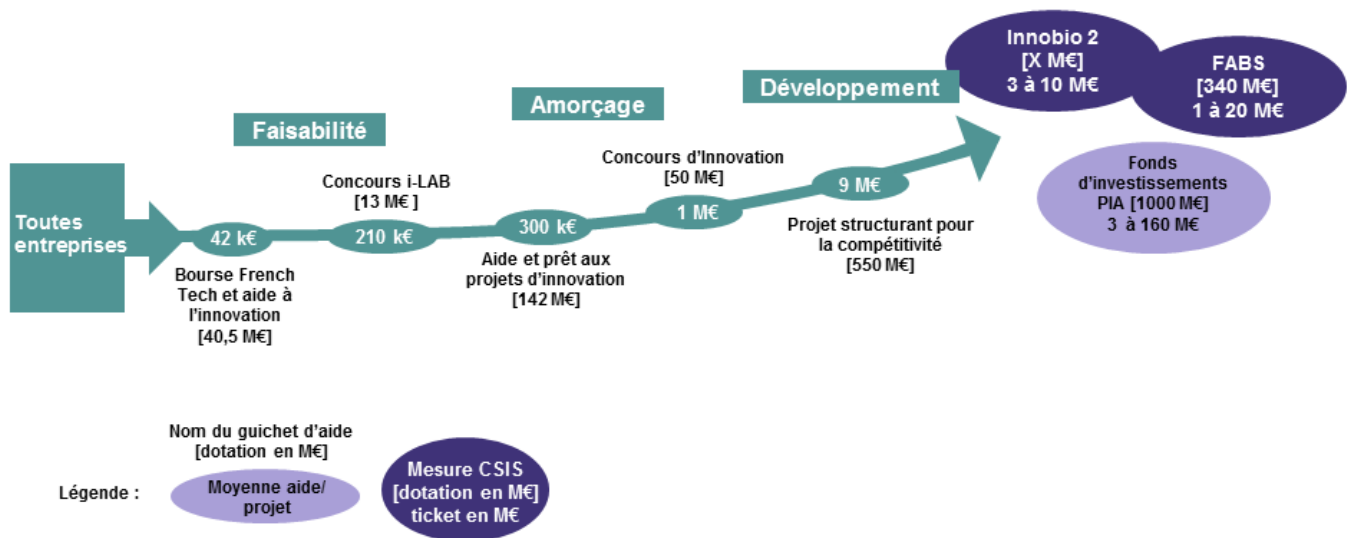 Innobio 2
[X M€]
3 à 10 M€
FABS
[340 M€]
1 à 20 M€
Développement
Amorçage
Faisabilité
Fonds
d'investissements
PIA [1000 M€]
3 à 160 M€
Toutes
entreprises
42 k€
Bourse French
Tech et aide à
l'innovation
[40,5 M€]
Concours i-LAB
[13 M€ ]
210 k€
300 k€
Aide et prêt aux
projets d'innovation
[142 M€]
Concours d'Innovation
[50 M€]
1 M€
9 M€
Projet structurant pour
la compétitivité
[550 M€]
Légende :
Nom du guichet d'aide
[dotation en M€]
Moyenne aide/
projet
Mesure CSIS
[dotation en M€]
ticket en M€